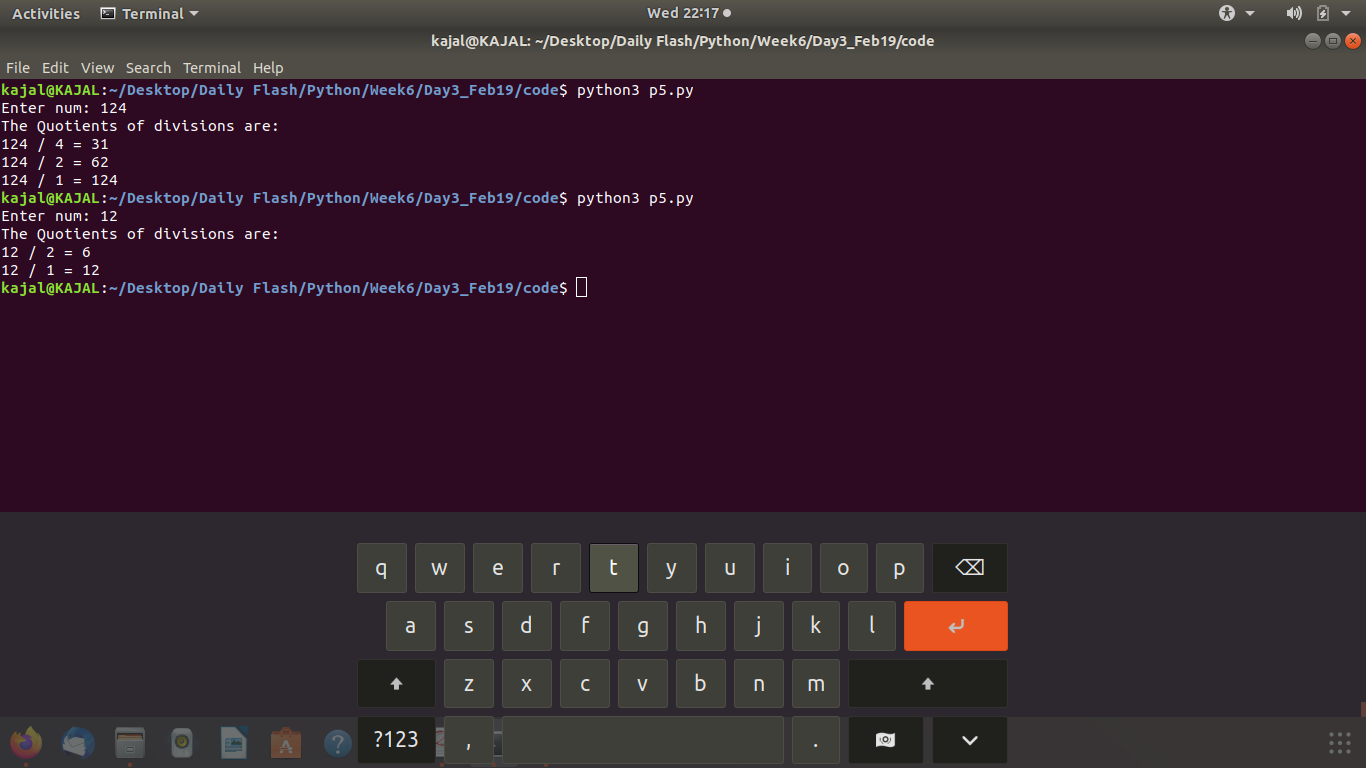 Activities Terminal Wed 22:17
kajal@KAJAL: ~/Desktop/Daily Flash/Python/Week6/Day3_Feb19/code
File Edit View Search Terminal Help
kajal@KAJAL:~/Desktop/Daily Flash/Python/Week6/Day3_Feb19/code$ python3 p5.py
Enter num: 124
The Quotients of divisions are:
124 / 4 = 31
124 / 2 = 62
124 / 1 = 124
kajal@KAJAL:~/Desktop/Daily Flash/Python/Week6/Day3_Feb19/code$ python3 p5.py
Enter num: 12
The Quotients of divisions are:
12 / 2 = 6
12 / 1 = 12
kajal@KAJAL:~/Desktop/Daily Flash/Python/Week6/Day3_Feb19/code$
q w e r t y u i o p
a s d f g h j k l
z x c v b n m
?123 , .